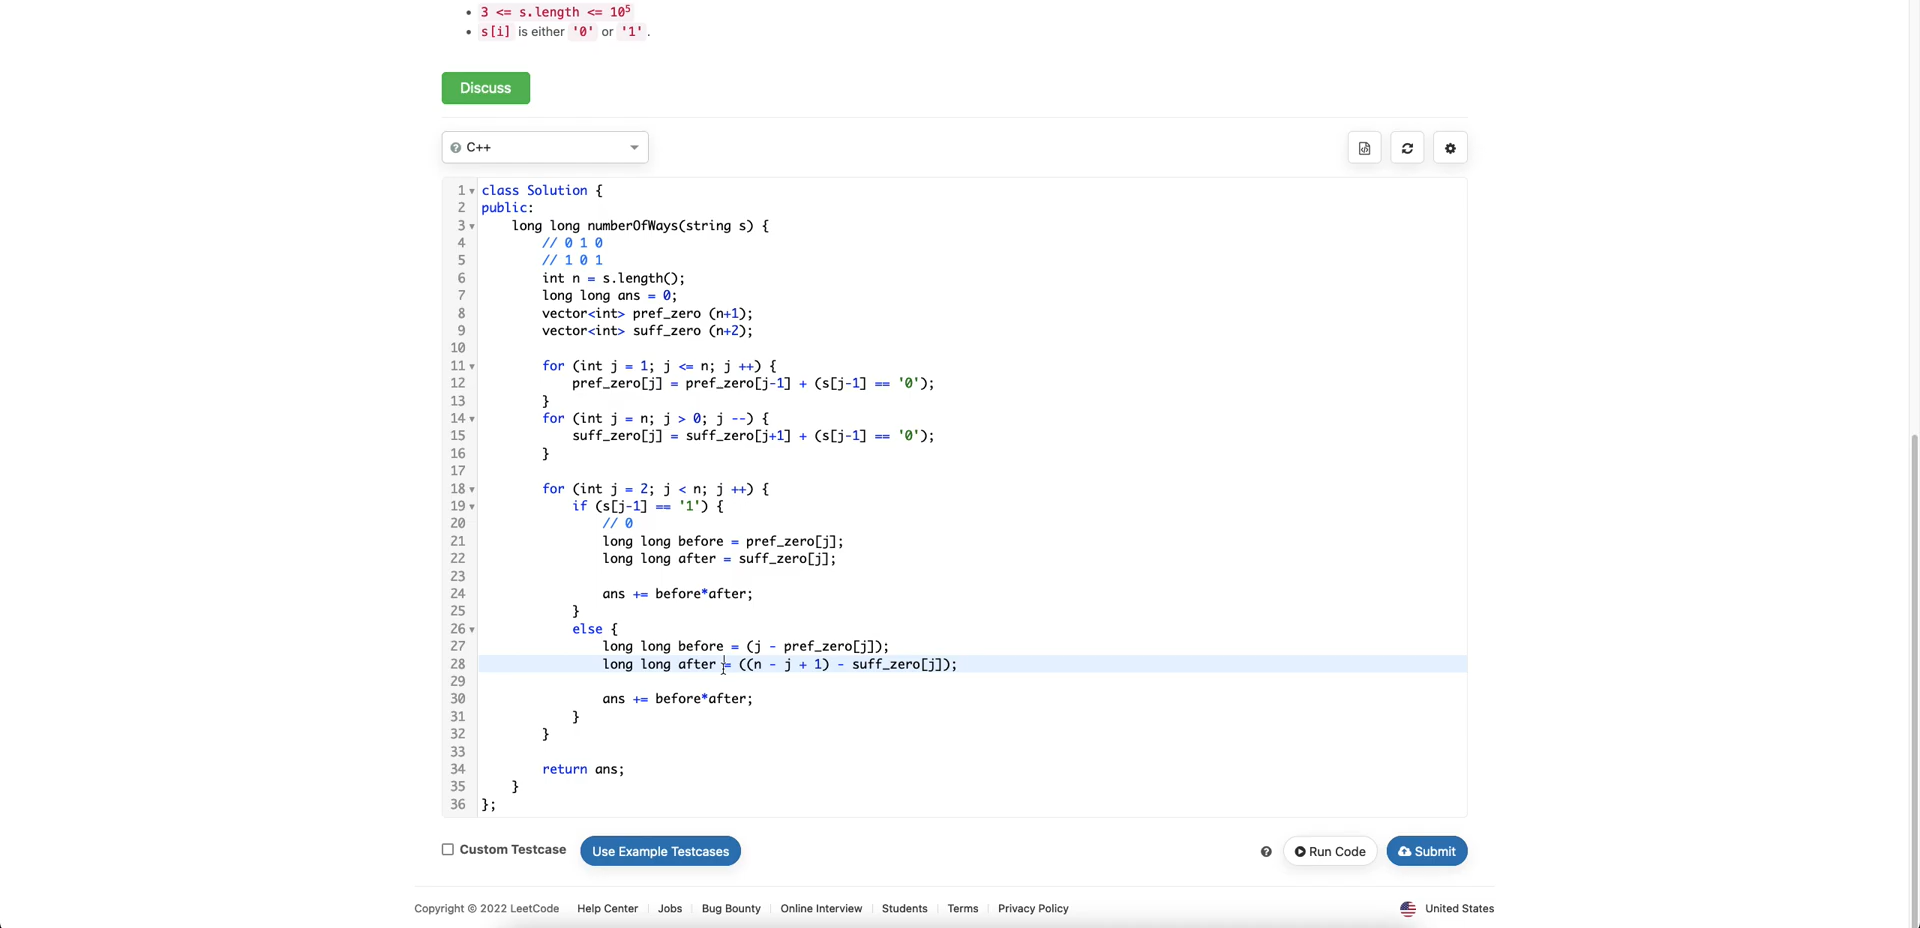 • 3 <= s.length <= 10⁵
• s[i] is either '0' or '1'.
Discuss
C++
1 class Solution {
2 public:
3     long long numberOfWays(string s) {
4         // 0 1 0
5         // 1 0 1
6         int n = s.length();
7         long long ans = 0;
8         vector<int> pref_zero (n+1);
9         vector<int> suff_zero (n+2);
10
11         for (int j = 1; j <= n; j ++) {
12             pref_zero[j] = pref_zero[j-1] + (s[j-1] == '0');
13         }
14         for (int j = n; j > 0; j --) {
15             suff_zero[j] = suff_zero[j+1] + (s[j-1] == '0');
16         }
17
18         for (int j = 2; j < n; j ++) {
19             if (s[j-1] == '1') {
20                 // 0
21                 long long before = pref_zero[j];
22                 long long after = suff_zero[j];
23
24                 ans += before*after;
25             }
26             else {
27                 long long before = (j - pref_zero[j]);
28                 long long after = ((n - j + 1) - suff_zero[j]);
29
30                 ans += before*after;
31             }
32         }
33
34         return ans;
35     }
36 };
Custom Testcase Use Example Testcases Run Code Submit
Copyright © 2022 LeetCode Help Center Jobs Bug Bounty Online Interview Students Terms Privacy Policy United States